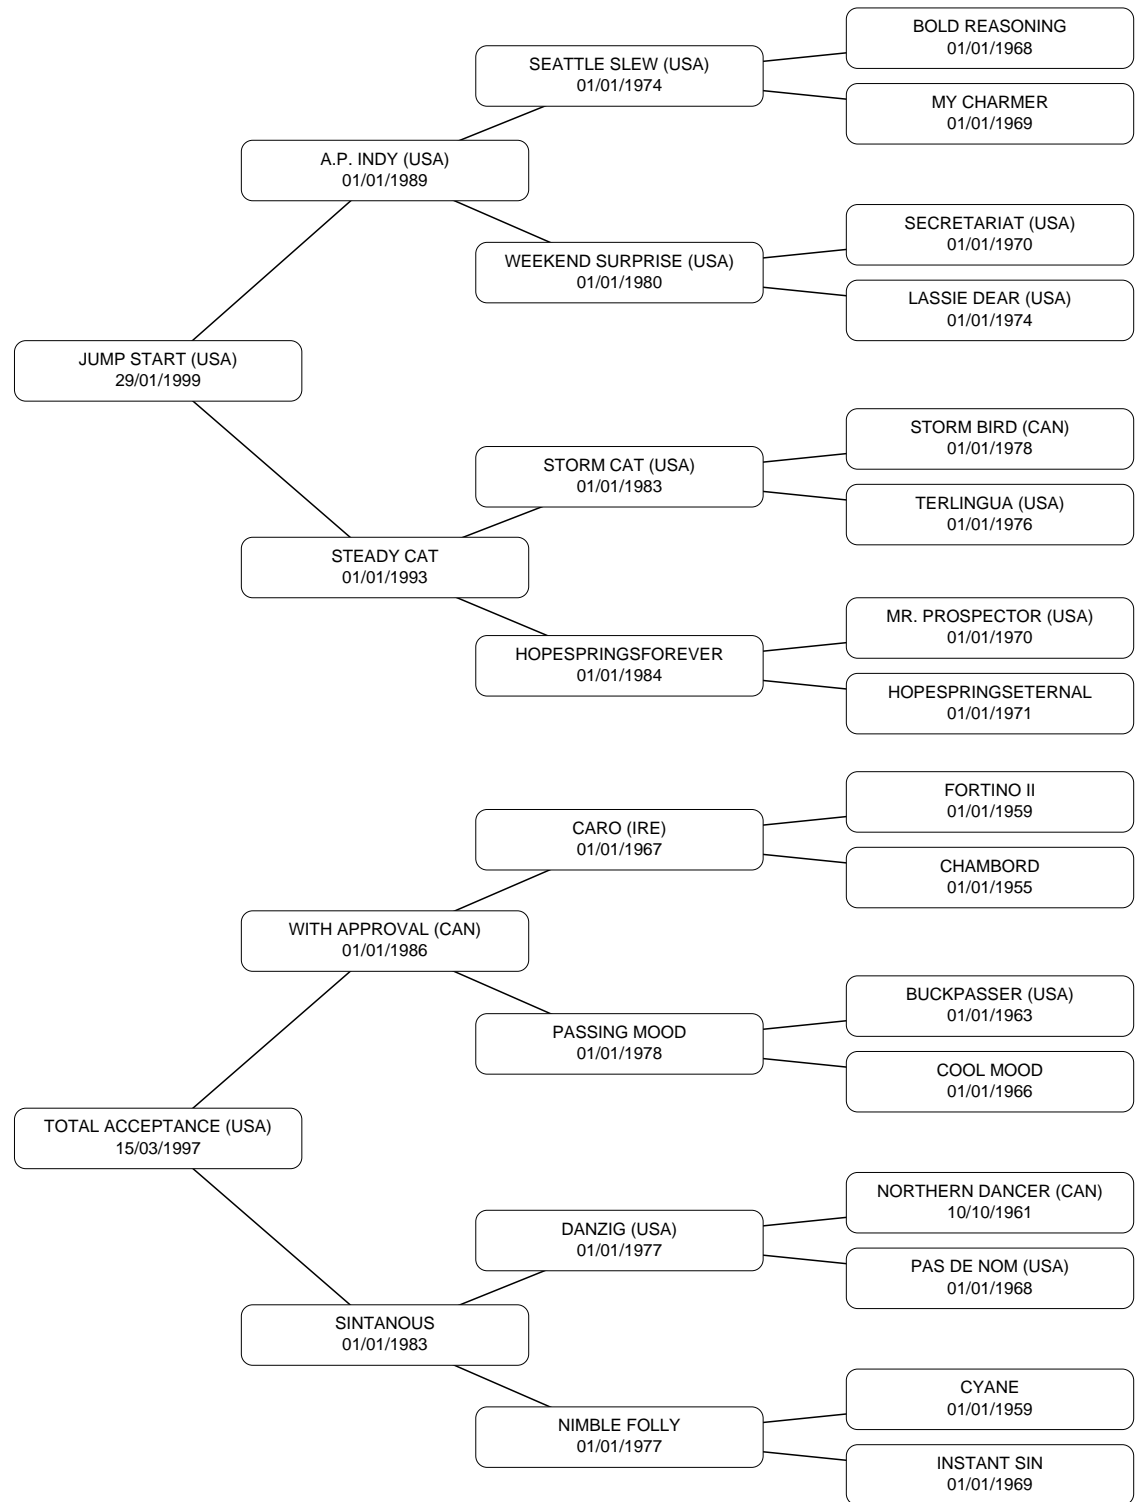 BOLD REASONING
01/01/1968
SEATTLE SLEW (USA)
01/01/1974
MY CHARMER
01/01/1969
A.P. INDY (USA)
01/01/1989
SECRETARIAT (USA)
01/01/1970
WEEKEND SURPRISE (USA)
01/01/1980
LASSIE DEAR (USA)
01/01/1974
JUMP START (USA)
29/01/1999
STORM BIRD (CAN)
01/01/1978
STORM CAT (USA)
01/01/1983
TERLINGUA (USA)
01/01/1976
STEADY CAT
01/01/1993
MR. PROSPECTOR (USA)
01/01/1970
HOPESPRINGSFOREVER
01/01/1984
HOPESPRINGSETERNAL
01/01/1971
FORTINO II
01/01/1959
CARO (IRE)
01/01/1967
CHAMBORD
01/01/1955
WITH APPROVAL (CAN)
01/01/1986
BUCKPASSER (USA)
01/01/1963
PASSING MOOD
01/01/1978
COOL MOOD
01/01/1966
TOTAL ACCEPTANCE (USA)
15/03/1997
NORTHERN DANCER (CAN)
10/10/1961
DANZIG (USA)
01/01/1977
PAS DE NOM (USA)
01/01/1968
SINTANOUS
01/01/1983
CYANE
01/01/1959
NIMBLE FOLLY
01/01/1977
INSTANT SIN
01/01/1969